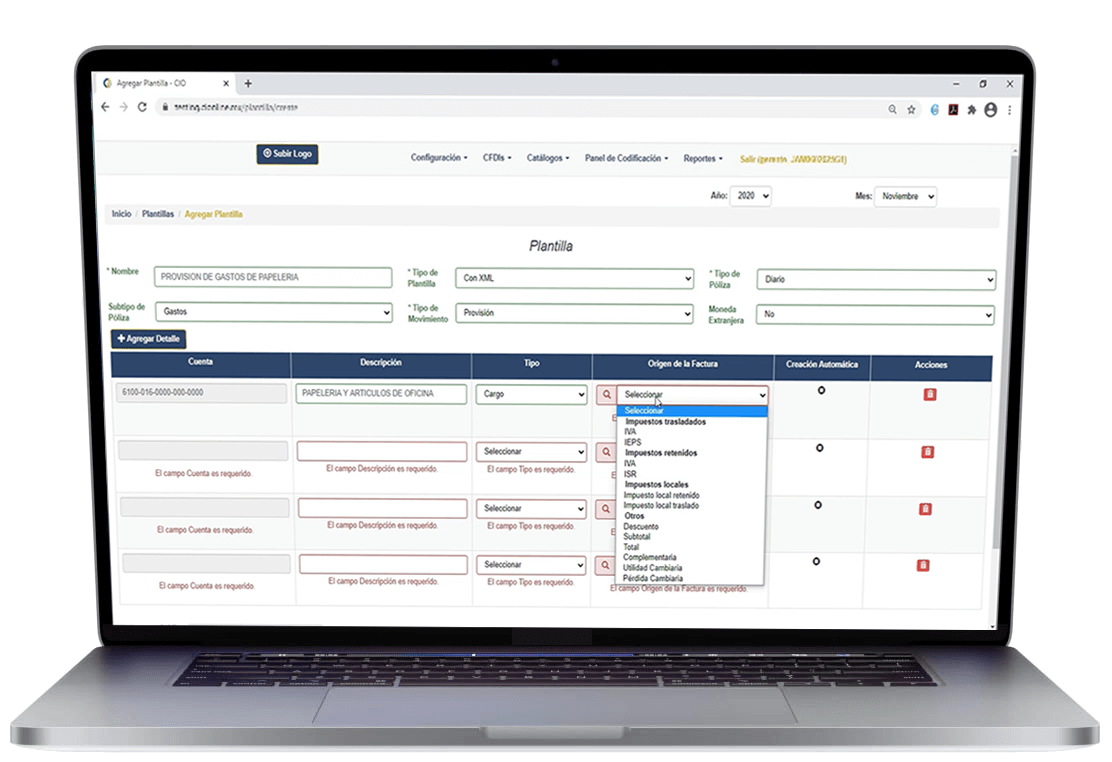 Agregar Plantilla - CIO
Subir Logo
Configuración
CFDIs
Catálogos
Panel de Codificación
Reportes
Salir
Año: 2020
Mes: Noviembre
Inicio / Plantillas / Agregar Plantilla
Plantilla
* Nombre
PROVISION DE GASTOS DE PAPELERIA
* Tipo de
Plantilla
Con XML
* Tipo de
Póliza
Diario
Subtipo de
Póliza
Gastos
* Tipo de
Movimiento
Provisión
Moneda
Extranjera
No
Agregar Detalle
Cuenta
Descripción
Tipo
Origen de la Factura
Creación Automática
Acciones
6100-016-0000-000-0000
PAPELERIA Y ARTICULOS DE OFICINA
Cargo
Seleccionar
Seleccionar
Impuestos trasladados
IVA
IEPS
Impuestos retenidos
IVA
ISR
Impuestos locales
Impuesto local retenido
Impuesto local traslado
Otros
Descuento
Subtotal
Total
Complementaria
Utilidad Cambiaria
Pérdida Cambiaria
Seleccionar
El campo Cuenta es requerido.
El campo Descripción es requerido.
El campo Tipo es requerido.
Seleccionar
El campo Cuenta es requerido.
El campo Descripción es requerido.
El campo Tipo es requerido.
Seleccionar
El campo Cuenta es requerido.
El campo Descripción es requerido.
El campo Tipo es requerido.
El campo Origen de la Factura es requerido.